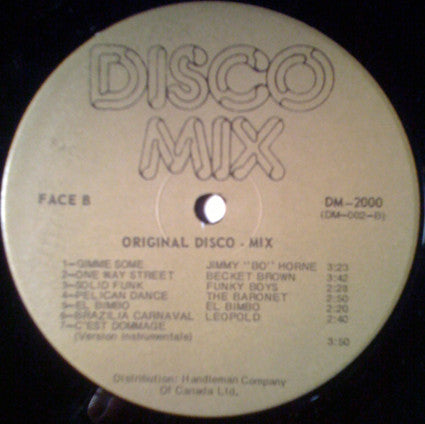 DISCO
MIX
FACE B
DM-2000
(DM-002-B)
ORIGINAL DISCO - MIX
1-GIMME SOME JIMMY "BO" HORNE 3:23
2-ONE WAY STREET BECKET BROWN 3:42
3-SOLID FUNK FUNKY BOYS 2:28
4-PELICAN DANCE THE BARONET 2:50
5-EL BIMBO EL BIMBO 2:20
6-BRAZILIA CARNAVAL LEOPOLD 2:40
7-C'EST DOMMAGE
(Version Instrumentals) 3:50
Distribution: Handleman Company
Of Canada Ltd.